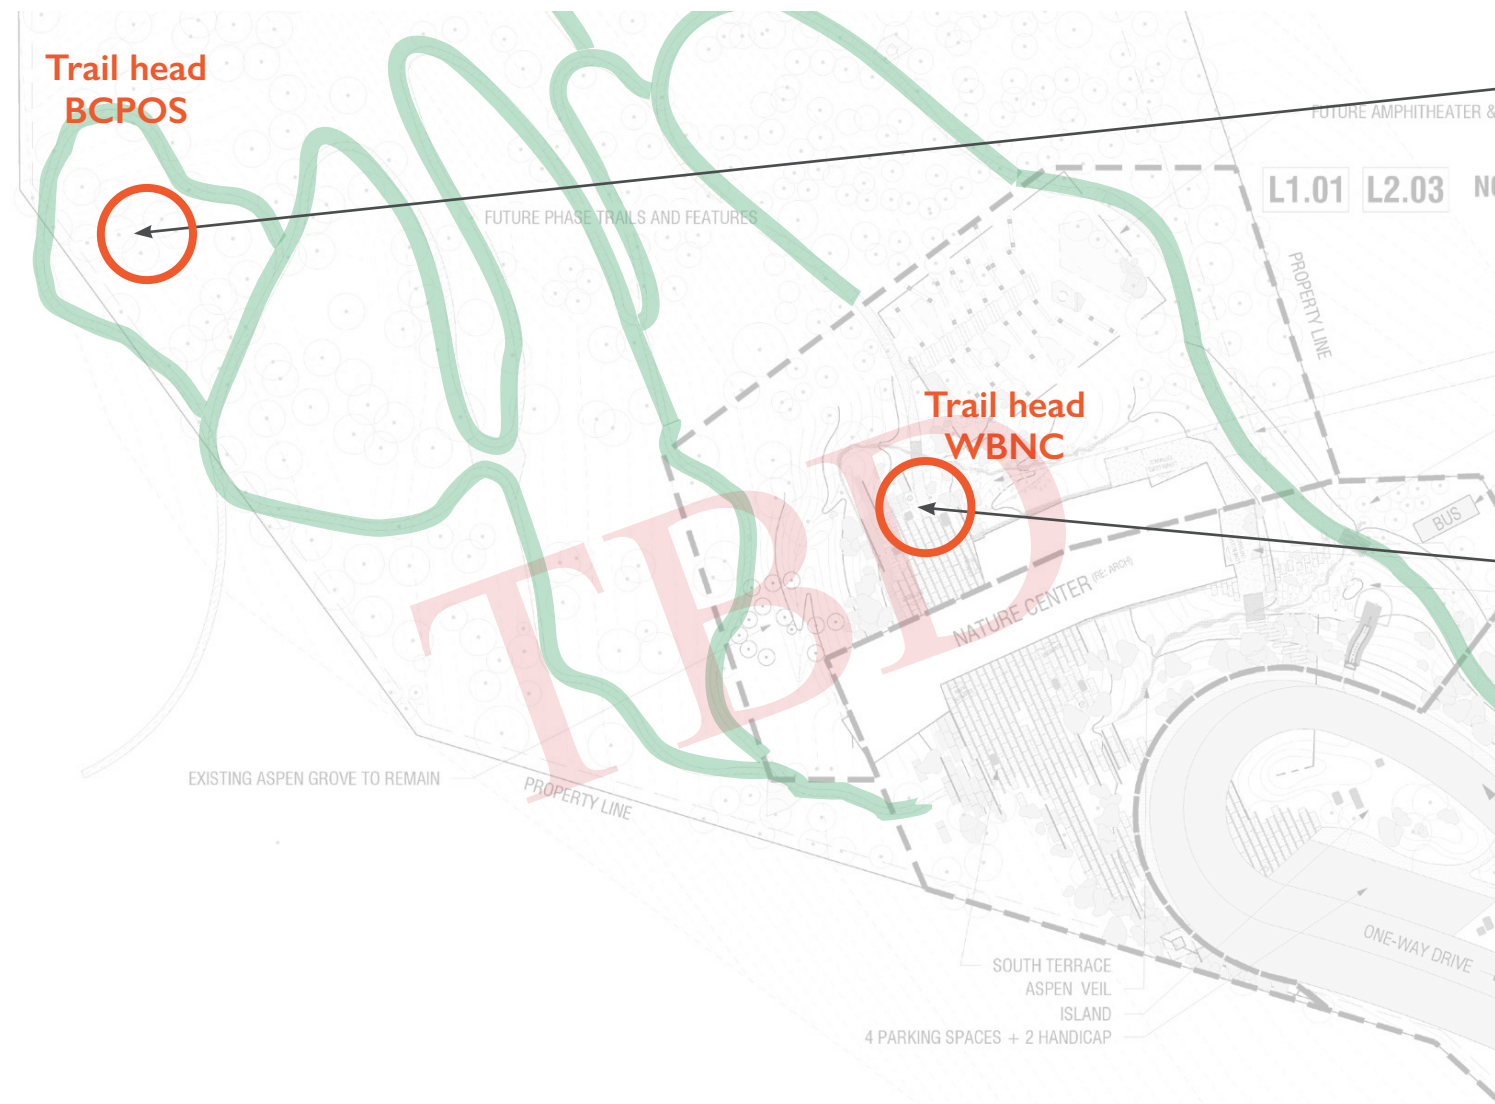 Trail head
BCPOS
FUTURE AMPHITHEATER &
L1.01
L2.03
FUTURE PHASE TRAILS AND FEATURES
PROPERTY LINE
Trail head
WBNC
BUS
TBD
NATURE CENTER (RE: ARCH)
EXISTING ASPEN GROVE TO REMAIN
PROPERTY LINE
ONE-WAY DRIVE
SOUTH TERRACE
ASPEN VEIL
ISLAND
4 PARKING SPACES + 2 HANDICAP